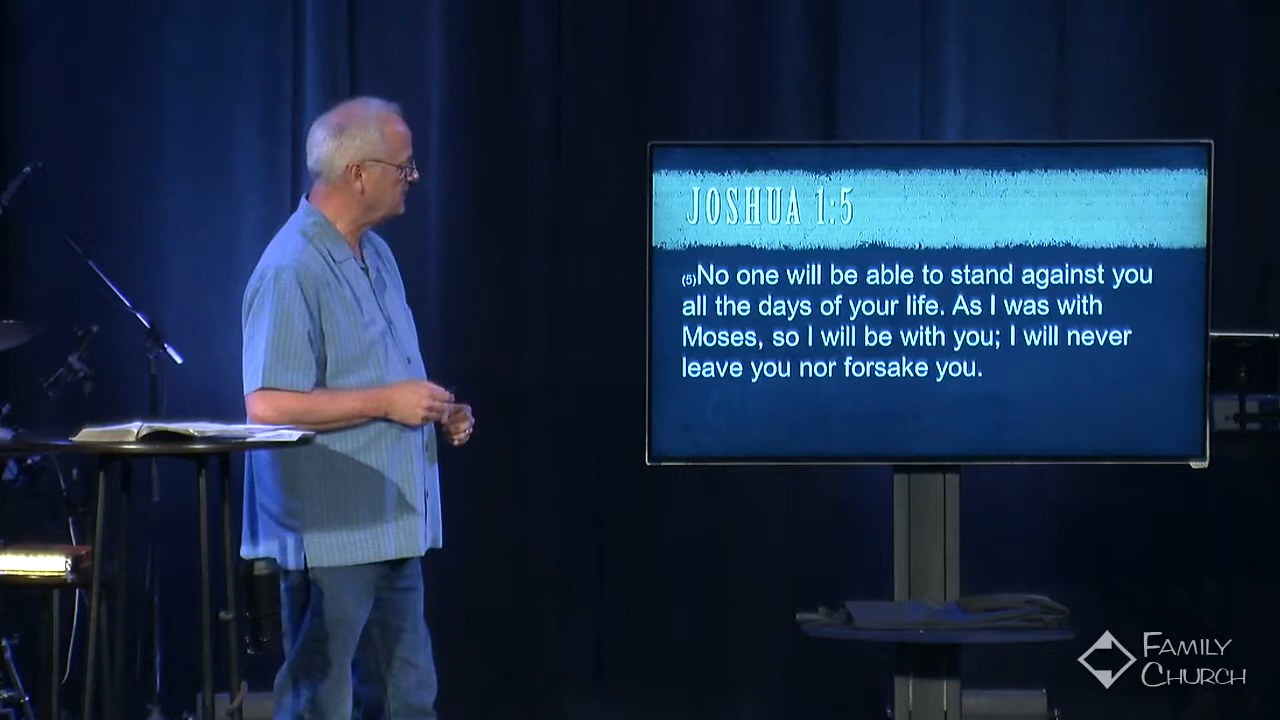 JOSHUA 1:5
(5)No one will be able to stand against you
all the days of your life. As I was with
Moses, so I will be with you; I will never
leave you nor forsake you.
FAMILY
CHURCH